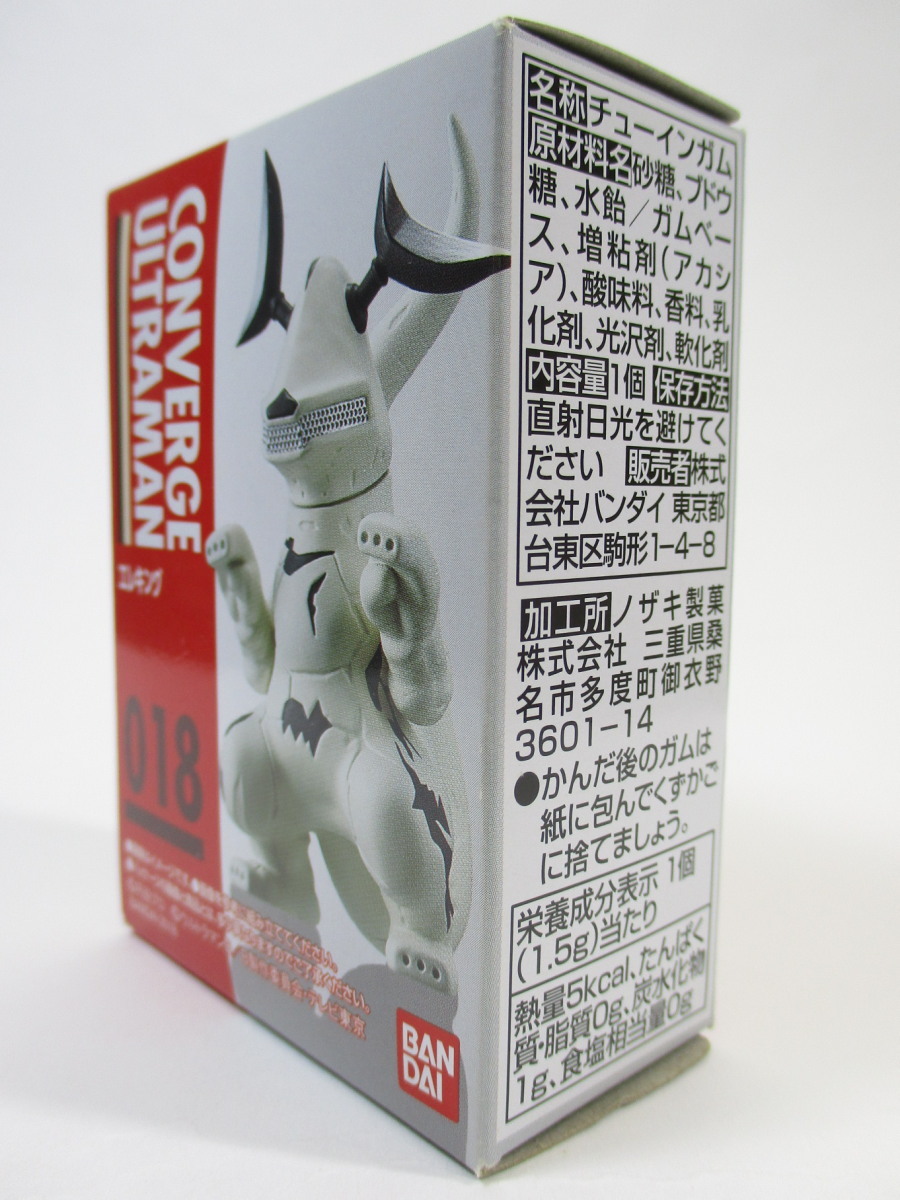 CONVERGE
ULTRAMAN
エレキング
018
BAN
DAI
名称チューインガム
原材料名砂糖、ブドウ
糖、水飴／ガムベー
ス、増粘剤(アカシ
ア)、酸味料、香料、乳
化剤、光沢剤、軟化剤
内容量1個 保存方法
直射日光を避けてく
ださい 販売者株式
会社バンダイ 東京都
台東区駒形1-4-8
加工所ノザキ製菓
株式会社 三重県桑
名市多度町御衣野
3601-14
●かんだ後のガムは
紙に包んでくずかご
に捨てましょう。
栄養成分表示 1個
(1.5g)当たり
熱量5kcal、たんぱく
質・脂質0g、炭水化物
1g、食塩相当量0g